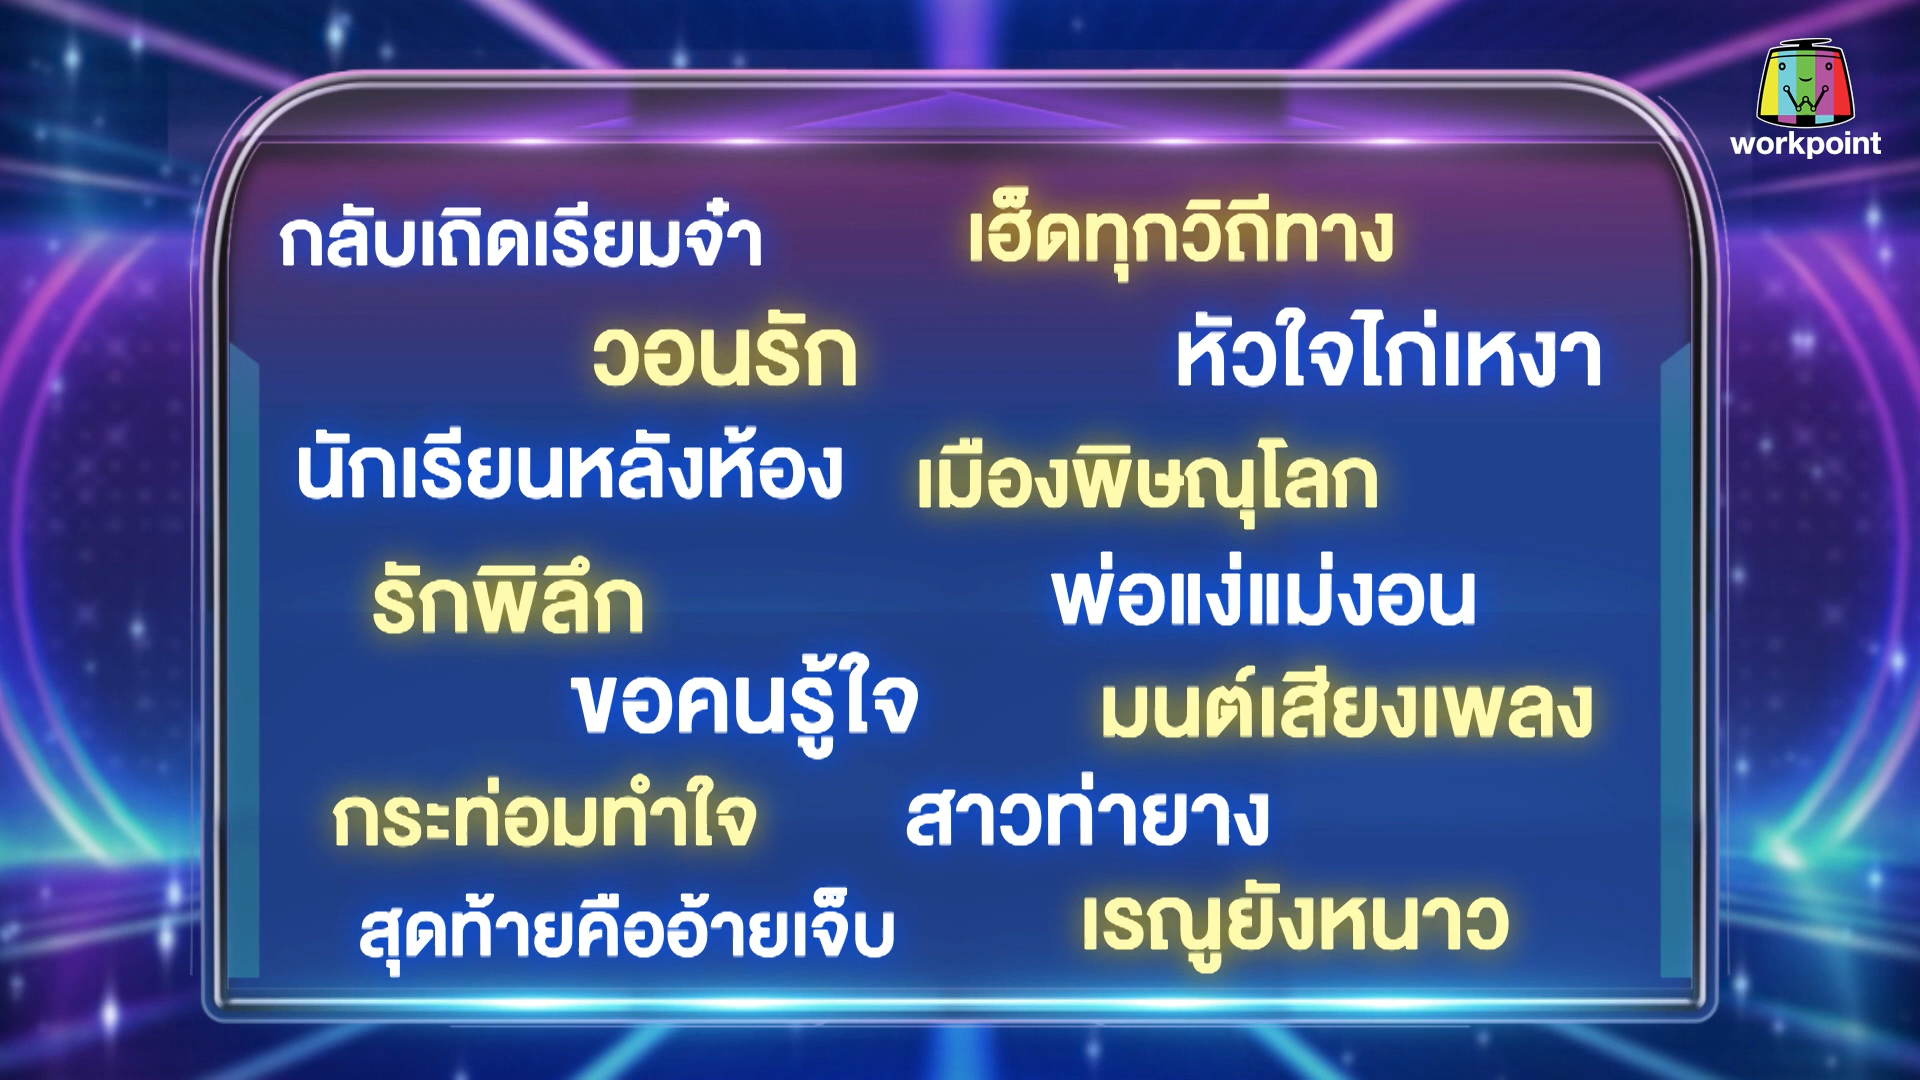 workpoint
กลับเถิดเรียมจ๋า
เฮ็ดทุกวิถีทาง
วอนรัก
หัวใจไก่เหงา
นักเรียนหลังห้อง
เมืองพิษณุโลก
รักพิลึก
พ่อแง่แม่งอน
ขอคนรู้ใจ
มนต์เสียงเพลง
กระท่อมทำใจ
สาวท่ายาง
สุดท้ายคืออ้ายเจ็บ
เรณูยังหนาว